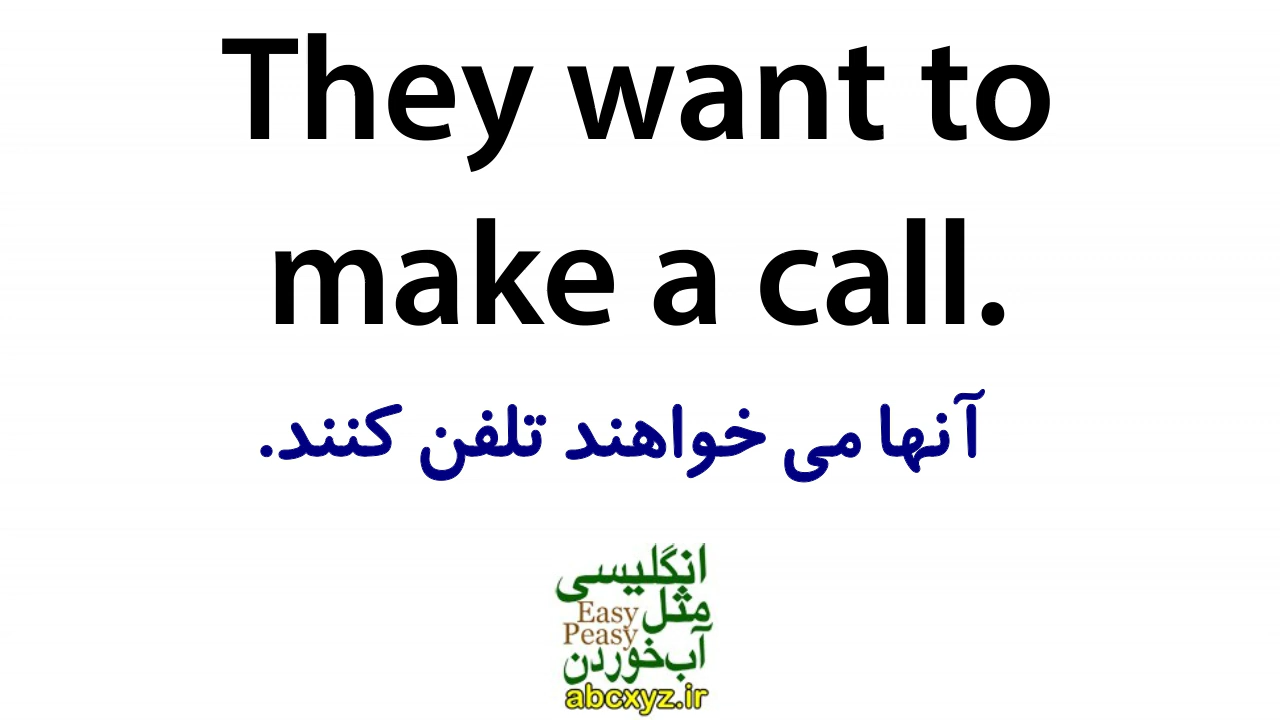 They want to
make a call.
آنها می خواهند تلفن کنند.
انگلیسی
مثل
Easy
Peasy
آب خوردن
abcxyz.ir